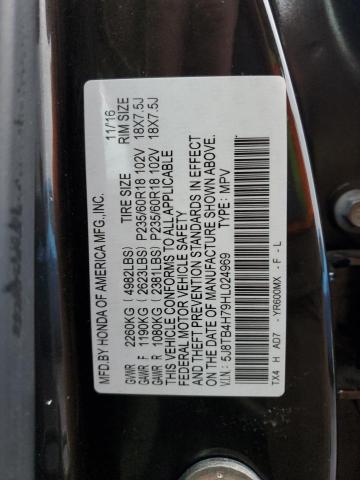 MFD.BY HONDA OF AMERICA MFG.,INC. 11/16
TIRE SIZE RIM SIZE
GVWR 2260KG (4982LBS)
GAWR F 1190KG (2623LBS) P235/60R18 102V 18X7.5J
GAWR R 1080KG (2381LBS) P235/60R18 102V 18X7.5J
THIS VEHICLE CONFORMS TO ALL APPLICABLE
FEDERAL MOTOR VEHICLE SAFETY
AND THEFT PREVENTION STANDARDS IN EFFECT
ON THE DATE OF MANUFACTURE SHOWN ABOVE.
V.I.N.: 5J8TB4H79HL024969 TYPE: MPV
TX4 H AD7 - YR600MX - F - L